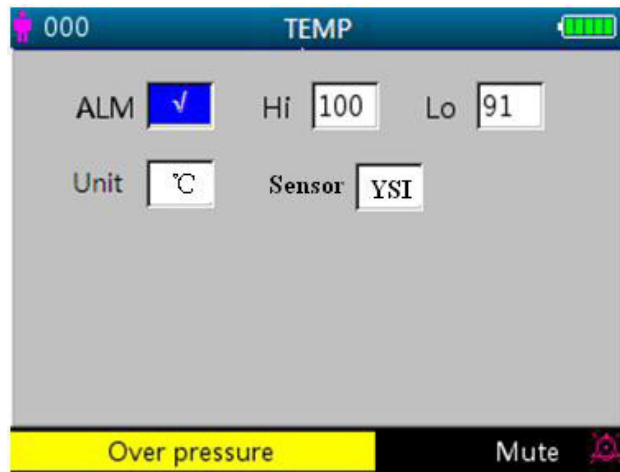 000 TEMP
ALM √ Hi 100 Lo 91
Unit ℃ Sensor YSI
Over pressure Mute